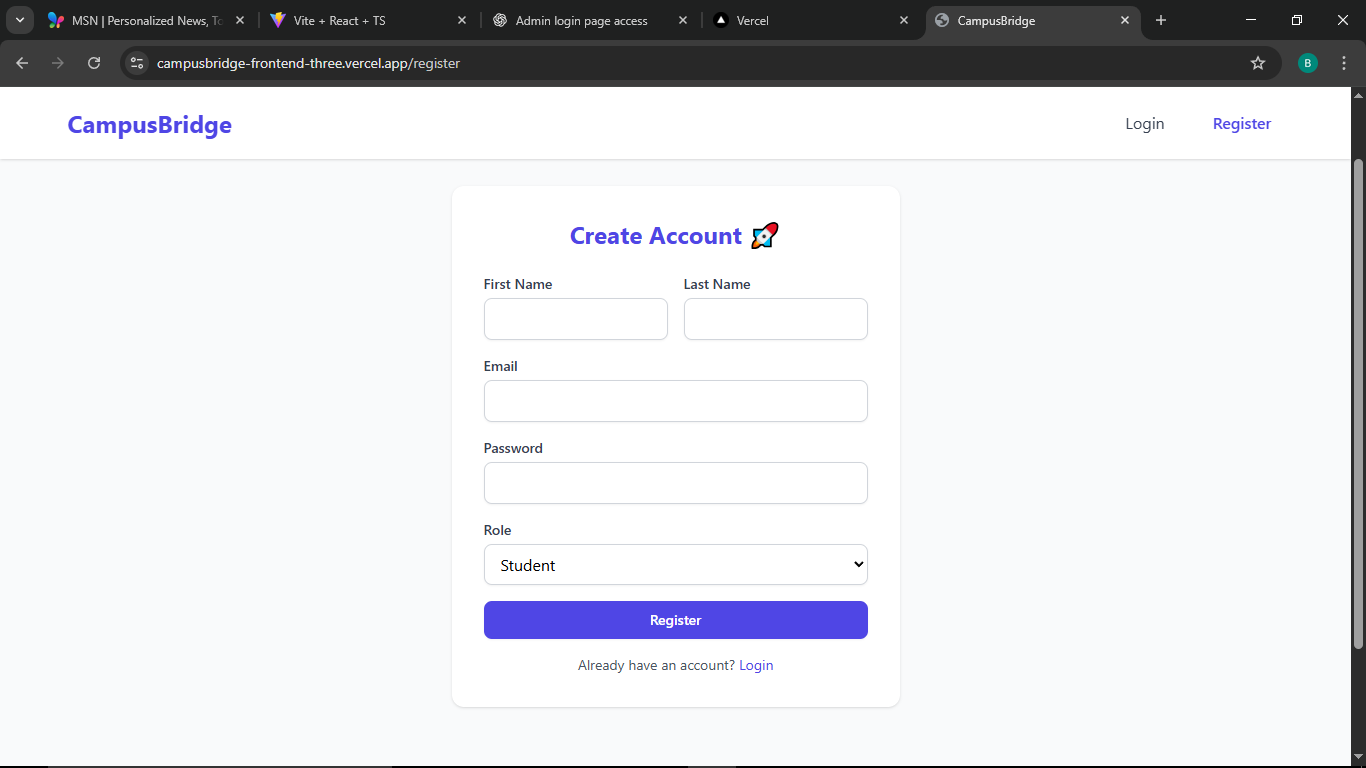 MSN | Personalized News, To
Vite + React + TS
Admin login page access
Vercel
CampusBridge
campusbridge-frontend-three.vercel.app/register
B
CampusBridge
Login
Register
Create Account 🚀
First Name
Last Name
Email
Password
Role
Student
Register
Already have an account? Login